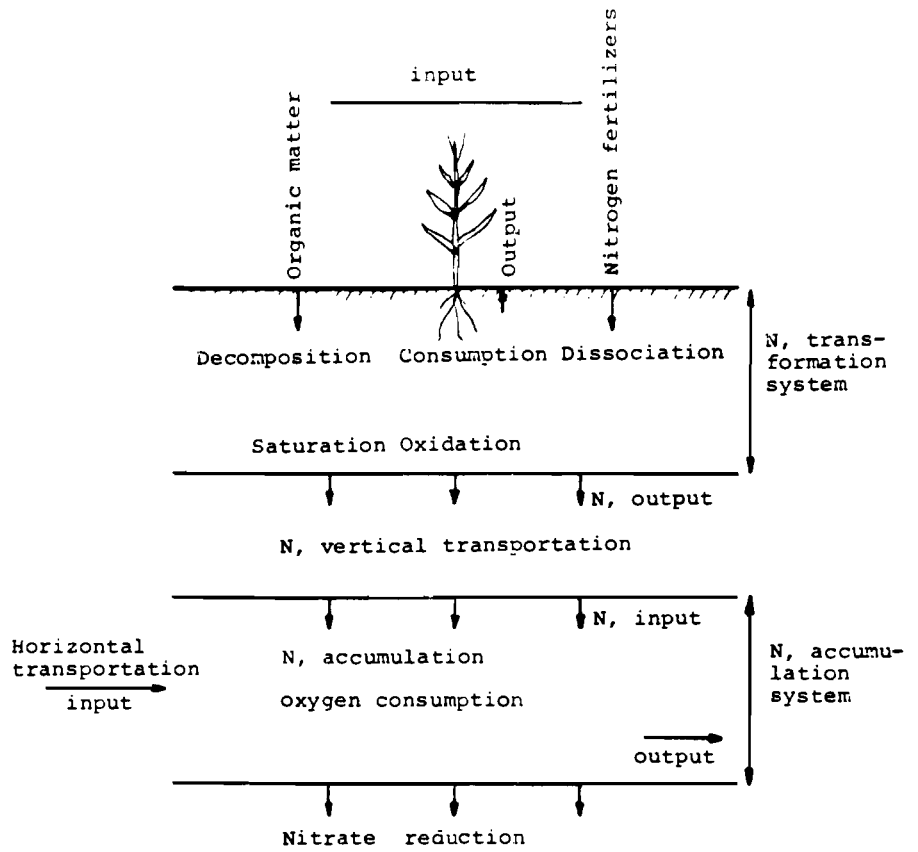 input
Organic matter
Output
Nitrogen fertilizers
Decomposition Consumption Dissociation
N, trans-
formation
system
Saturation Oxidation
N, output
N, vertical transportation
N, input
Horizontal
transportation
input
N, accumulation
oxygen consumption
N, accumu-
lation
system
output
Nitrate reduction